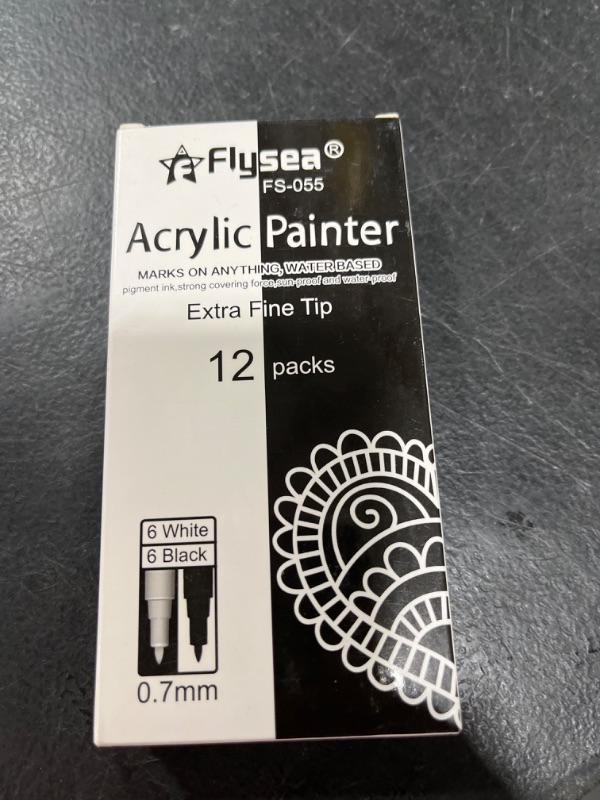 Flysea®
FS-055
Acrylic Painter
MARKS ON ANYTHING, WATER BASED
pigment ink,strong covering force,sun-proof and water-proof
Extra Fine Tip
12 packs
6 White
6 Black
0.7mm